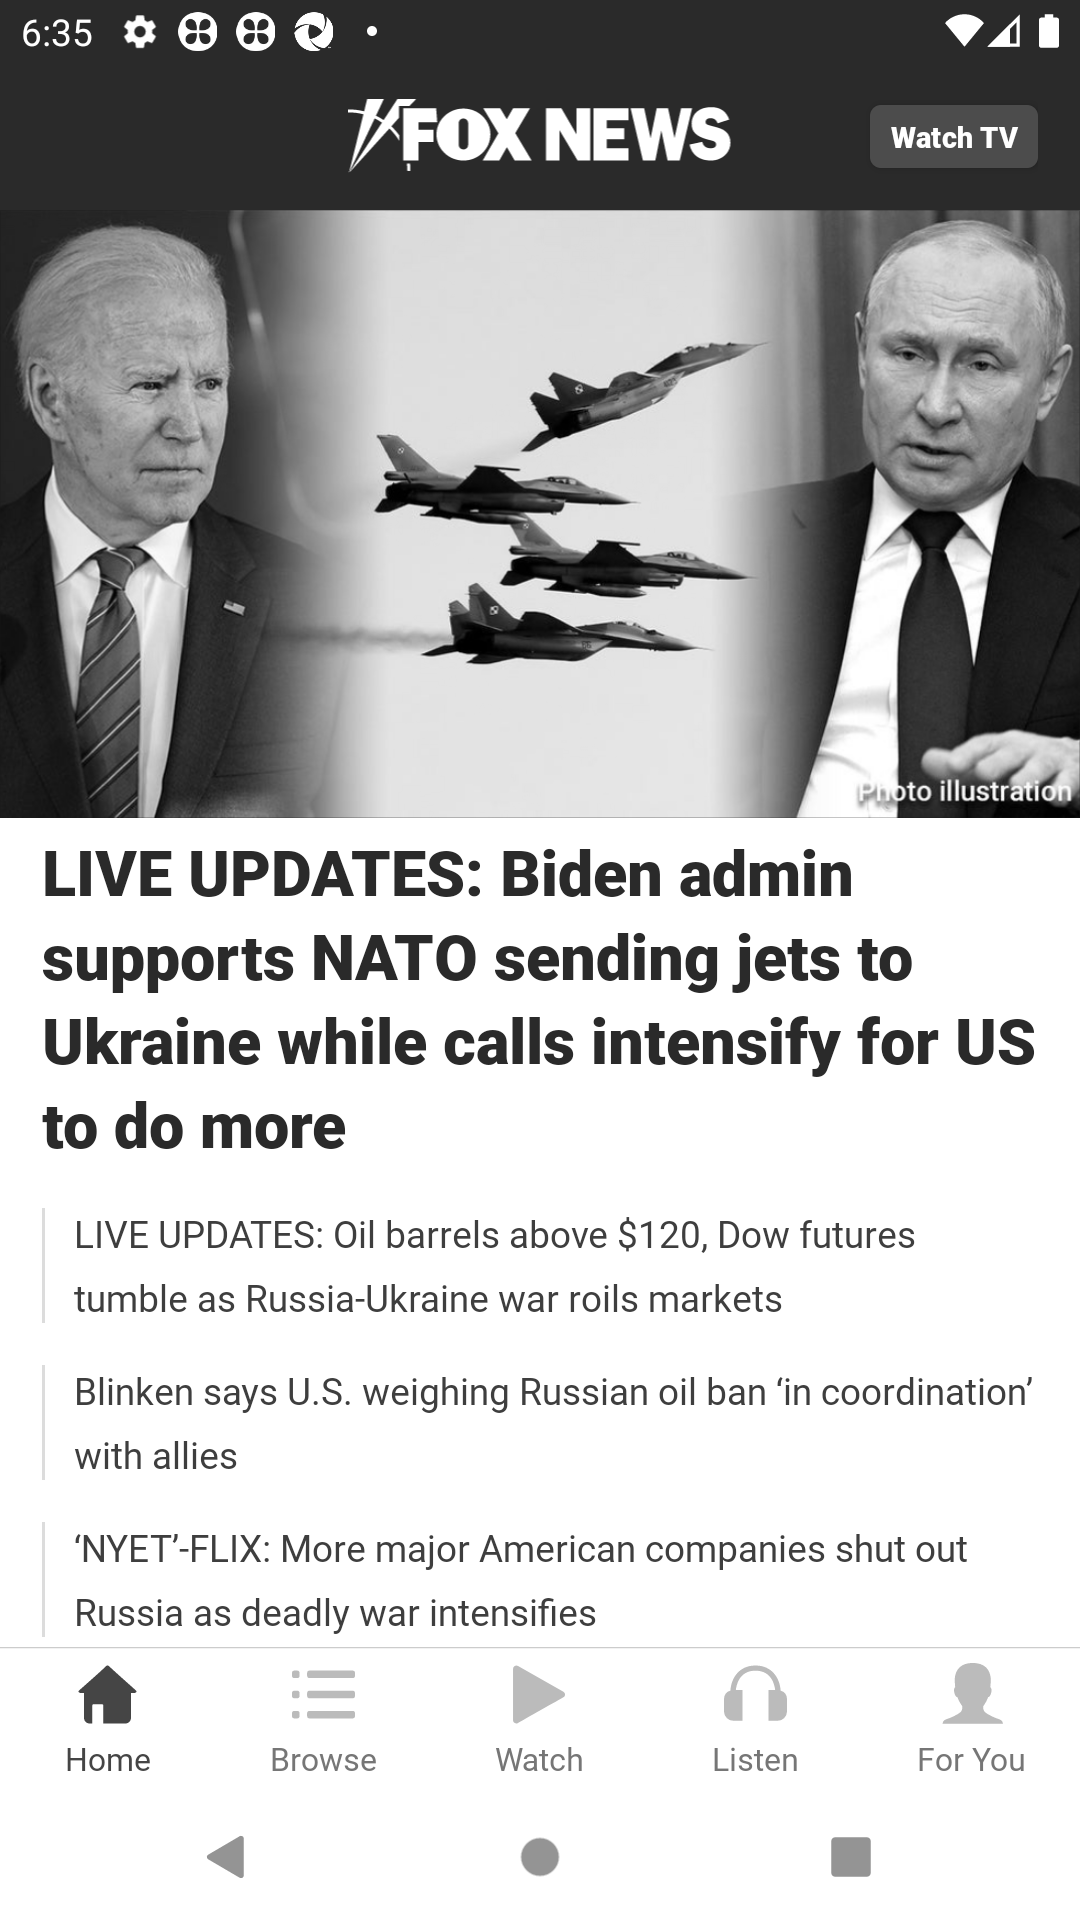 6:35
FOX NEWS
Watch TV
Photo illustration
LIVE UPDATES: Biden admin
supports NATO sending jets to
Ukraine while calls intensify for US
to do more
LIVE UPDATES: Oil barrels above $120, Dow futures
tumble as Russia-Ukraine war roils markets
Blinken says U.S. weighing Russian oil ban ‘in coordination’
with allies
‘NYET’-FLIX: More major American companies shut out
Russia as deadly war intensifies
Home
Browse
Watch
Listen
For You